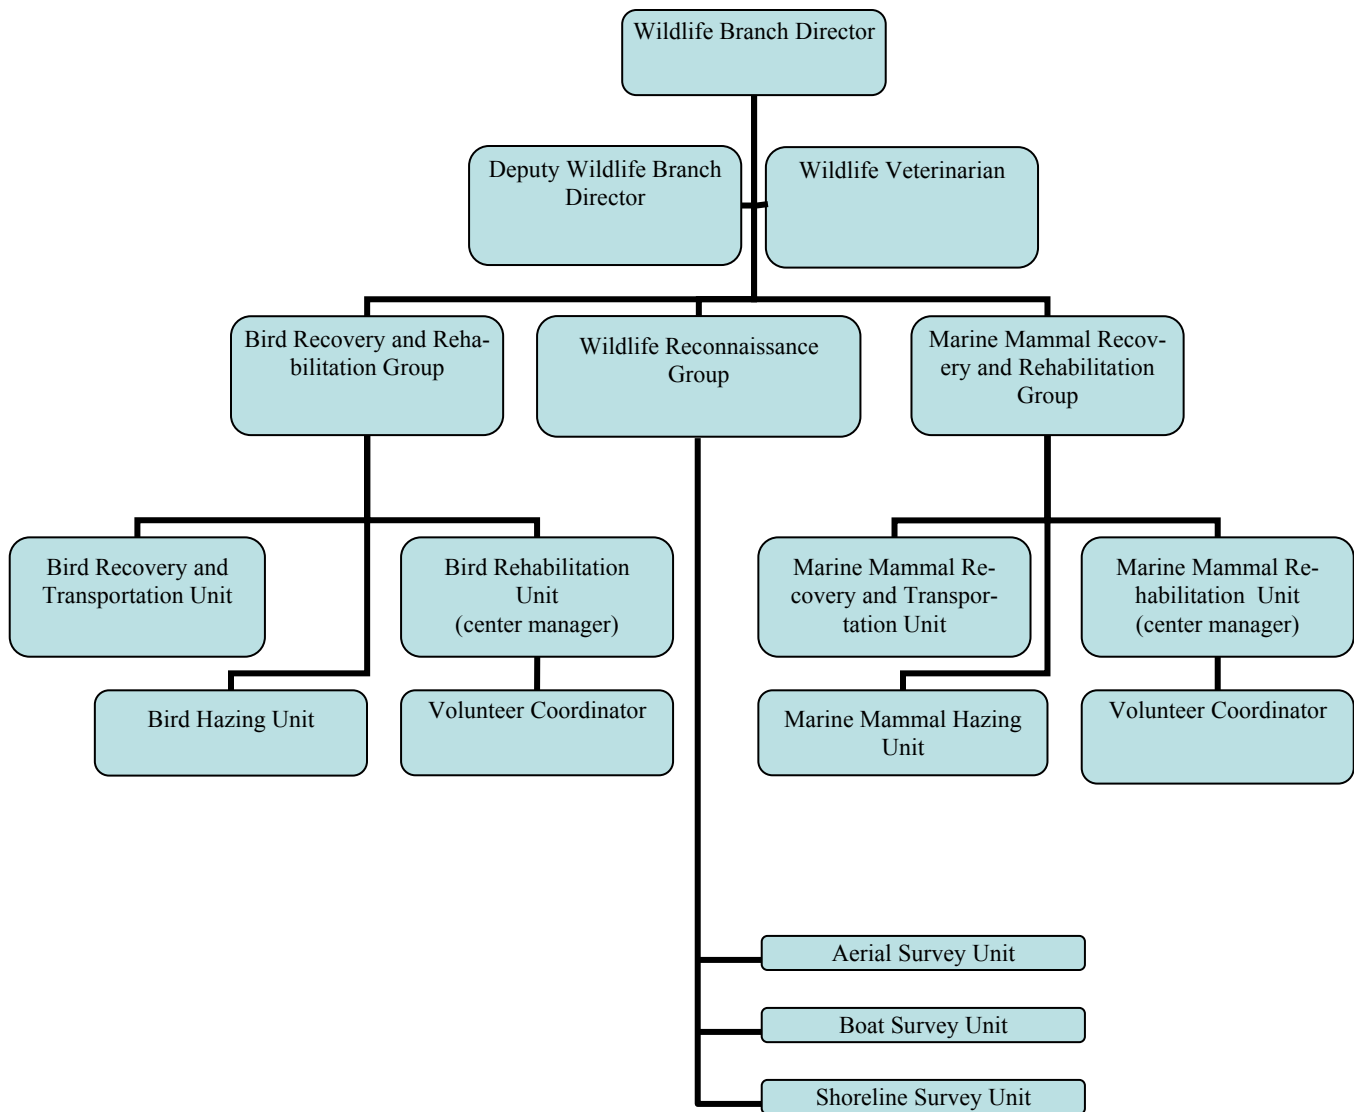 Wildlife Branch Director
Deputy Wildlife Branch
Director
Wildlife Veterinarian
Bird Recovery and Reha-
bilitation Group
Wildlife Reconnaissance
Group
Marine Mammal Recov-
ery and Rehabilitation
Group
Bird Recovery and
Transportation Unit
Bird Rehabilitation
Unit
(center manager)
Marine Mammal Re-
covery and Transpor-
tation Unit
Marine Mammal Re-
habilitation Unit
(center manager)
Bird Hazing Unit
Volunteer Coordinator
Marine Mammal Hazing
Unit
Volunteer Coordinator
Aerial Survey Unit
Boat Survey Unit
Shoreline Survey Unit